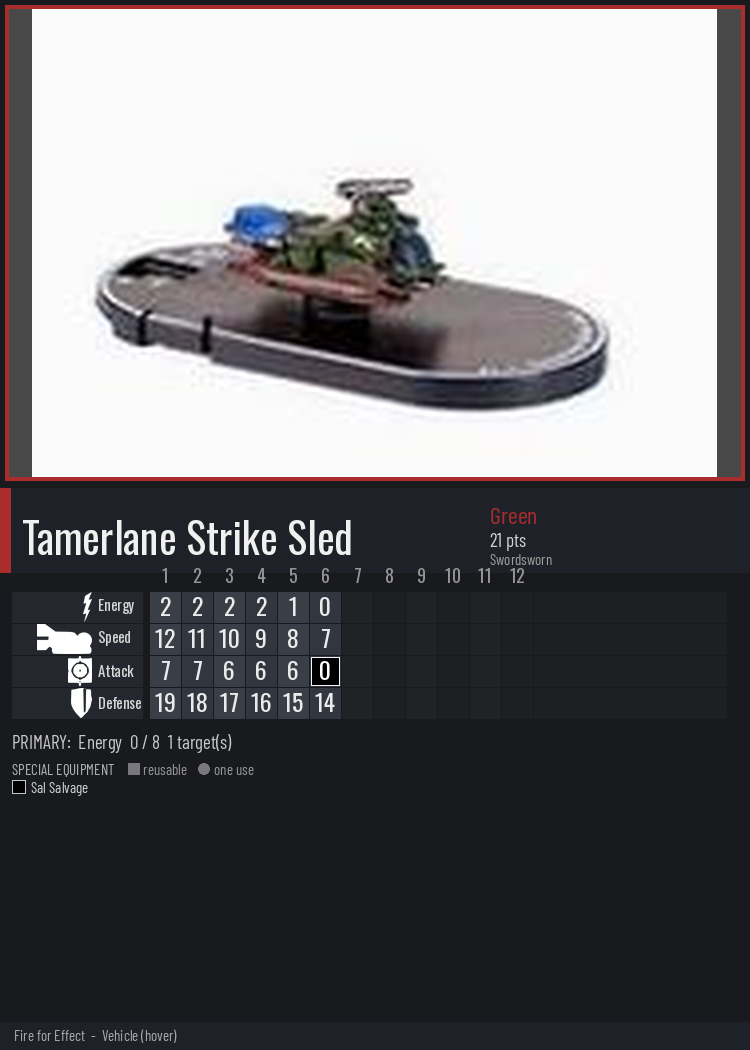 Tamerlane Strike Sled
Green
21 pts
Swordsworn
1 2 3 4 5 6 7 8 9 10 11 12
Energy 2 2 2 2 1 0
Speed 12 11 10 9 8 7
Attack 7 7 6 6 6 0
Defense 19 18 17 16 15 14
PRIMARY: Energy 0 / 8 1 target(s)
SPECIAL EQUIPMENT reusable one use
Sal Salvage
Fire for Effect - Vehicle (hover)